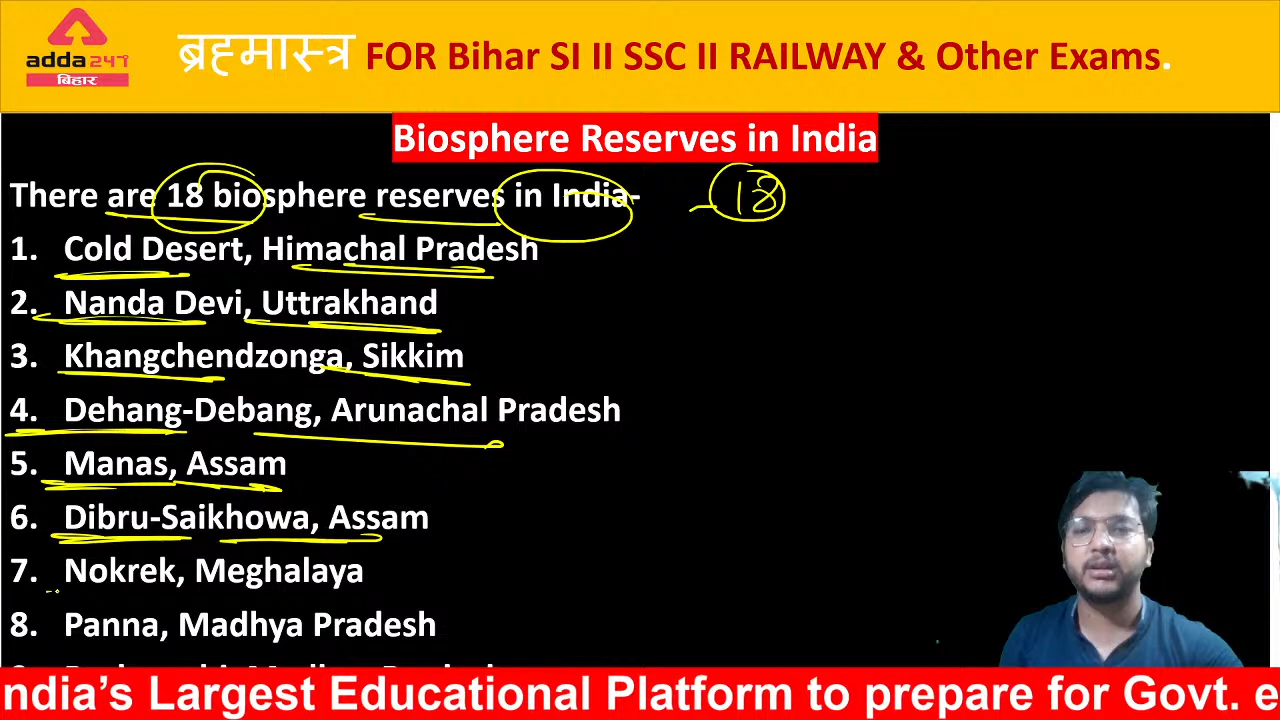 adda247
बिहार
ब्रह्मास्त्र FOR Bihar SI II SSC II RAILWAY & Other Exams.
Biosphere Reserves in India
There are 18 biosphere reserves in India- - 18
1. Cold Desert, Himachal Pradesh
2. Nanda Devi, Uttrakhand
3. Khangchendzonga, Sikkim
4. Dehang-Debang, Arunachal Pradesh
5. Manas, Assam
6. Dibru-Saikhowa, Assam
7. Nokrek, Meghalaya
8. Panna, Madhya Pradesh
ndia's Largest Educational Platform to prepare for Govt. e